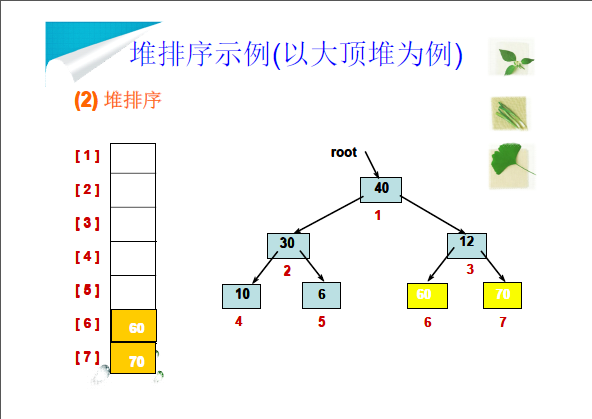 堆排序示例(以大顶堆为例)
(2) 堆排序
[ 1 ]
[ 2 ]
[ 3 ]
[ 4 ]
[ 5 ]
[ 6 ] 60
[ 7 ] 70
root
40
1
30 12
2 3
10 6 60 70
4 5 6 7